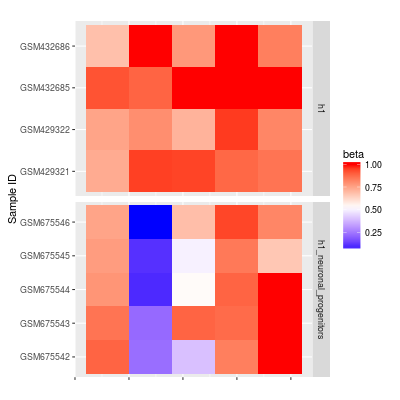 GSM432686
GSM432685
GSM429322
GSM429321
h1
GSM675546
GSM675545
GSM675544
GSM675543
GSM675542
h1_neuronal_progenitors
Sample ID
beta
1.00
0.75
0.50
0.25